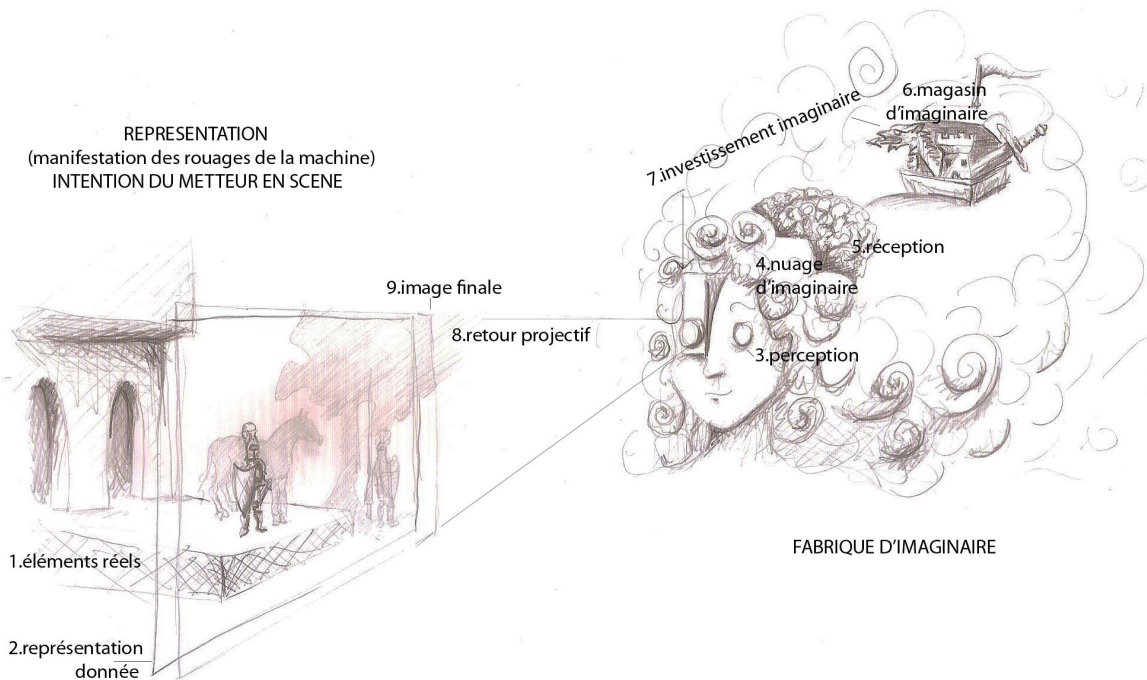 REPRESENTATION
(manifestation des rouages de la machine)
INTENTION DU METTEUR EN SCENE
6.magasin
d'imaginaire
7.investissement imaginaire
5.réception
4.nuage
d'imaginaire
9.image finale
8.retour projectif
3.perception
1.éléments réels
FABRIQUE D'IMAGINAIRE
2.représentation
donnée